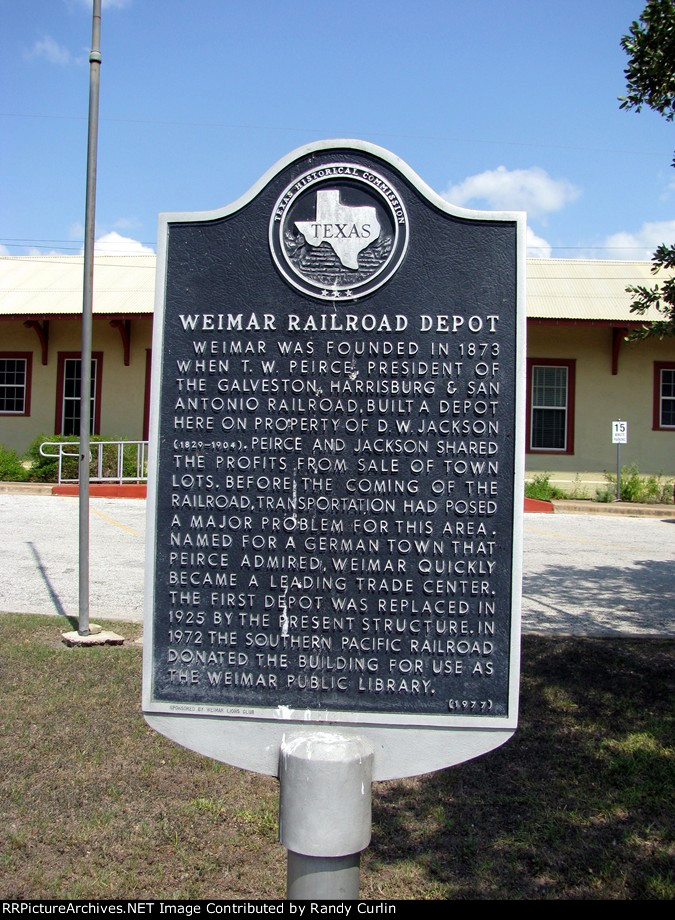 TEXAS HISTORICAL COMMISSION
TEXAS
WEIMAR RAILROAD DEPOT
WEIMAR WAS FOUNDED IN 1873
WHEN T. W. PEIRCE, PRESIDENT OF
THE GALVESTON, HARRISBURG & SAN
ANTONIO RAILROAD, BUILT A DEPOT
HERE ON PROPERTY OF D. W. JACKSON
(1829-1904). PEIRCE AND JACKSON SHARED
THE PROFITS FROM SALE OF TOWN
LOTS. BEFORE THE COMING OF THE
RAILROAD, TRANSPORTATION HAD POSED
A MAJOR PROBLEM FOR THIS AREA.
NAMED FOR A GERMAN TOWN THAT
PEIRCE ADMIRED, WEIMAR QUICKLY
BECAME A LEADING TRADE CENTER.
THE FIRST DEPOT WAS REPLACED IN
1925 BY THE PRESENT STRUCTURE. IN
1972 THE SOUTHERN PACIFIC RAILROAD
DONATED THE BUILDING FOR USE AS
THE WEIMAR PUBLIC LIBRARY.
(1977)
SPONSORED BY WEIMAR LIONS CLUB
15
RRPictureArchives.NET Image Contributed by Randy Curlin